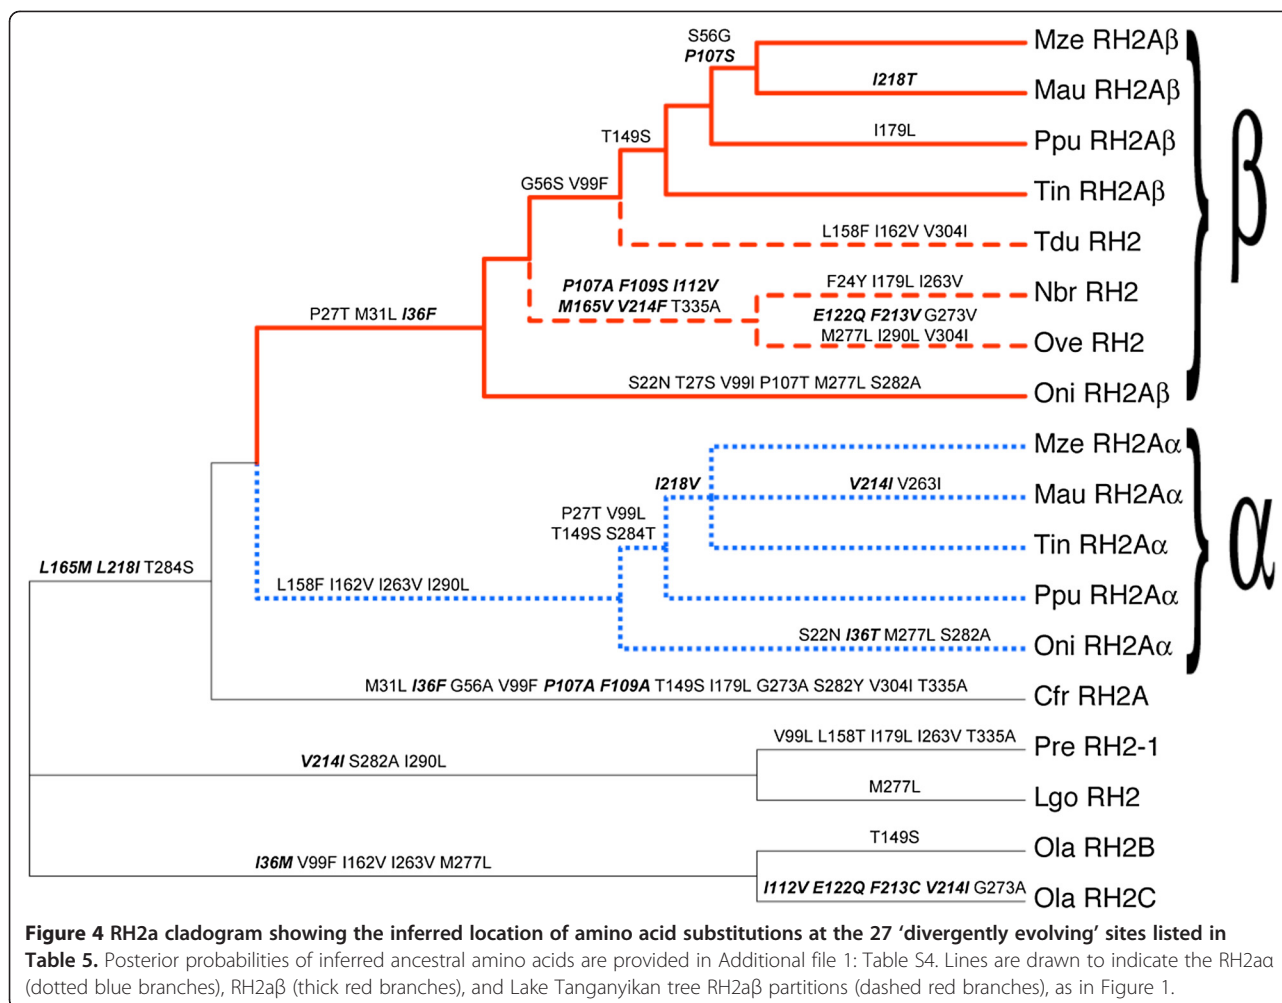 S56G
P107S
Mze RH2Aβ
I218T
Mau RH2Aβ
I179L
Ppu RH2Aβ
T149S
Tin RH2Aβ
G56S V99F
L158F I162V V304I
Tdu RH2
β
P107A F109S I112V
M165V V214F T335A
F24Y I179L I263V
Nbr RH2
E122Q F213V G273V
M277L I290L V304I
Ove RH2
P27T M31L I36F
S22N T27S V99I P107T M277L S282A
Oni RH2Aβ
Mze RH2Aα
I218V
V214I V263I
Mau RH2Aα
P27T V99L
T149S S284T
Tin RH2Aα
α
L165M L218I T284S
L158F I162V I263V I290L
Ppu RH2Aα
S22N I36T M277L S282A
Oni RH2Aα
M31L I36F G56A V99F P107A F109A T149S I179L G273A S282Y V304I T335A
Cfr RH2A
V99L L158T I179L I263V T335A
Pre RH2-1
V214I S282A I290L
M277L
Lgo RH2
T149S
Ola RH2B
I36M V99F I162V I263V M277L
I112V E122Q F213C V214I G273A
Ola RH2C
Figure 4 RH2a cladogram showing the inferred location of amino acid substitutions at the 27 ‘divergently evolving’ sites listed in
Table 5. Posterior probabilities of inferred ancestral amino acids are provided in Additional file 1: Table S4. Lines are drawn to indicate the RH2aα
(dotted blue branches), RH2aβ (thick red branches), and Lake Tanganyikan tree RH2aβ partitions (dashed red branches), as in Figure 1.